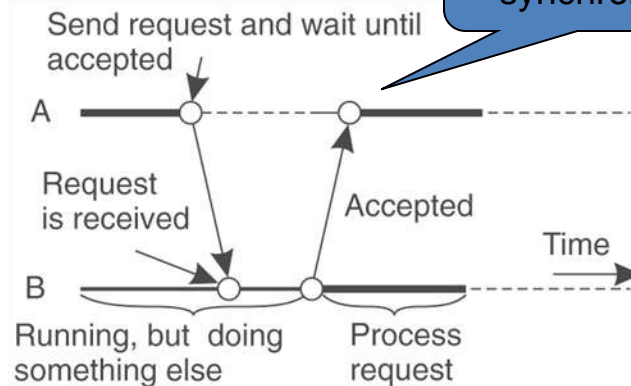 Send request and wait until
accepted
A
Request
is received
Accepted
Time
B
Running, but doing
something else
Process
request